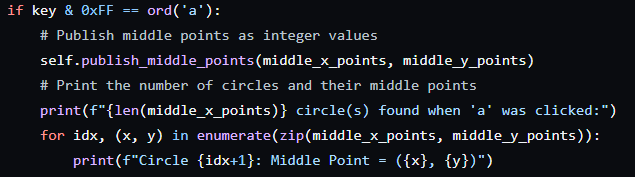 if key & 0xFF == ord('a'):
    # Publish middle points as integer values
    self.publish_middle_points(middle_x_points, middle_y_points)
    # Print the number of circles and their middle points
    print(f"{len(middle_x_points)} circle(s) found when 'a' was clicked:")
    for idx, (x, y) in enumerate(zip(middle_x_points, middle_y_points)):
        print(f"Circle {idx+1}: Middle Point = ({x}, {y})")